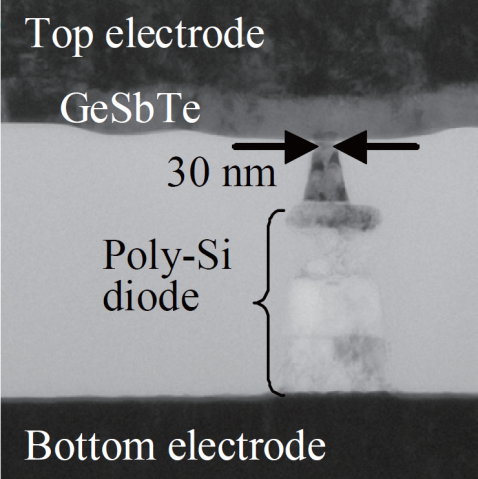 Top electrode
GeSbTe
30 nm
Poly-Si
diode
Bottom electrode